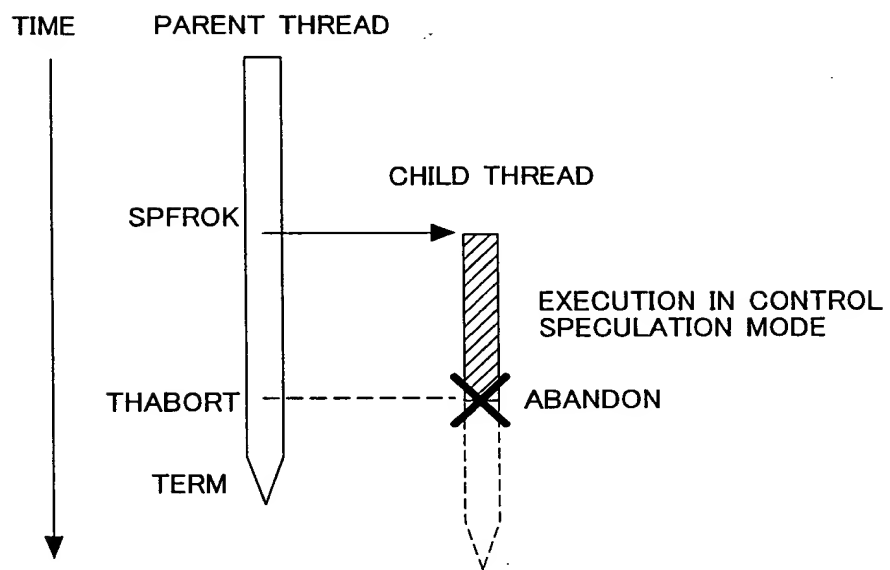 TIME
PARENT THREAD
CHILD THREAD
SPFROK
EXECUTION IN CONTROL
SPECULATION MODE
THABORT
ABANDON
TERM